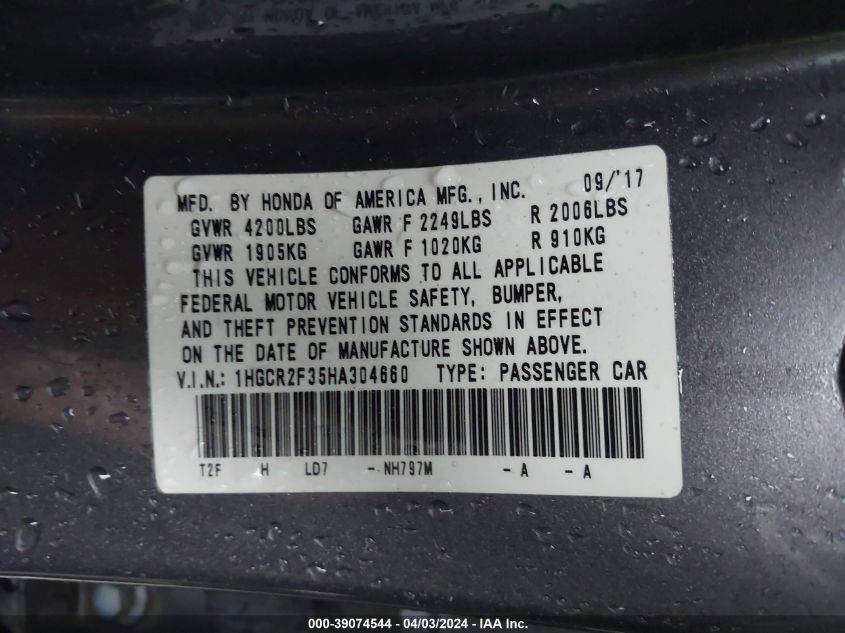 MFD. BY HONDA OF AMERICA MFG., INC. 09/'17
GVWR 4200LBS GAWR F 2249LBS R 2006LBS
GVWR 1905KG GAWR F 1020KG R 910KG
THIS VEHICLE CONFORMS TO ALL APPLICABLE
FEDERAL MOTOR VEHICLE SAFETY, BUMPER,
AND THEFT PREVENTION STANDARDS IN EFFECT
ON THE DATE OF MANUFACTURE SHOWN ABOVE.
V.I.N.: 1HGCR2F35HA304660 TYPE: PASSENGER CAR
T2F H LD7 - NH797M - A - A
000-39074544 - 04/03/2024 - IAA Inc.